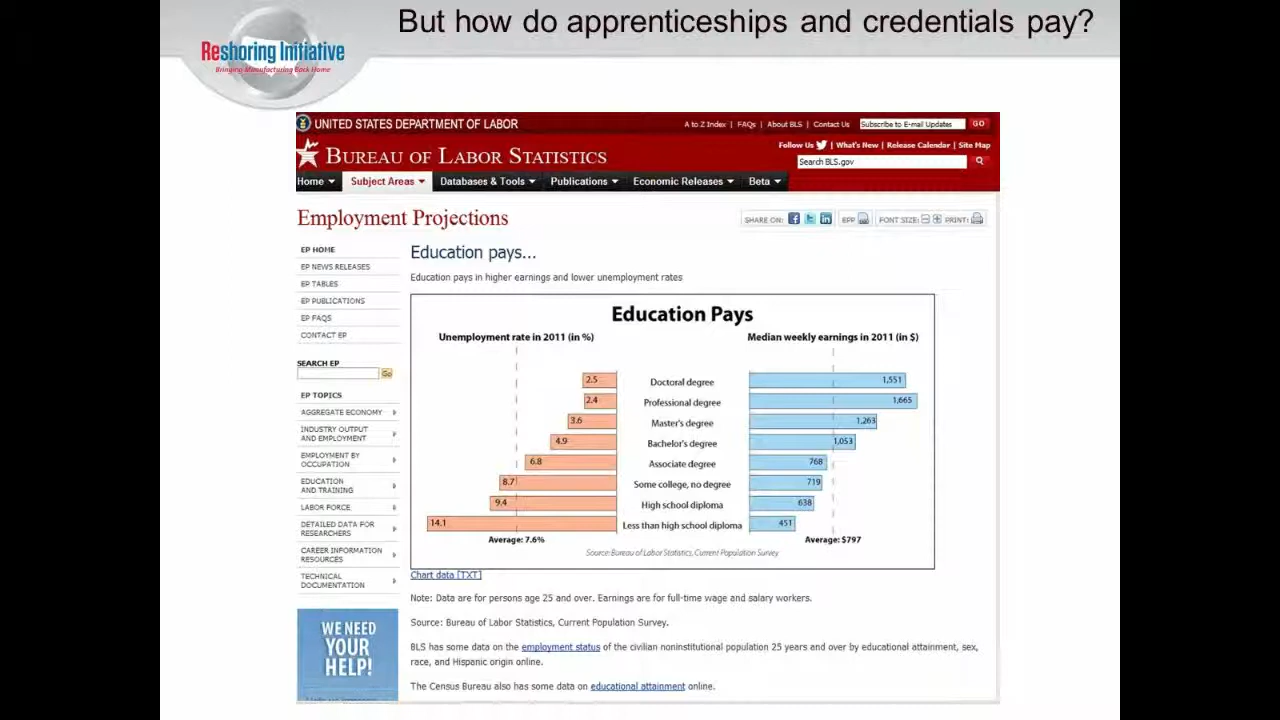 But how do apprenticeships and credentials pay?
Reshoring Initiative
Bringing Manufacturing Back Home
UNITED STATES DEPARTMENT OF LABOR
A to Z Index | FAQs | About BLS | Contact Us
Subscribe to E-mail Updates
GO
BUREAU OF LABOR STATISTICS
Follow Us | What's New | Release Calendar | Site Map
Search BLS.gov
Home
Subject Areas
Databases & Tools
Publications
Economic Releases
Beta
Employment Projections
SHARE ON:
EPP
FONT SIZE:
PRINT:
EP HOME
EP NEWS RELEASES
EP TABLES
EP PUBLICATIONS
EP FAQS
CONTACT EP
SEARCH EP
Go
EP TOPICS
AGGREGATE ECONOMY
INDUSTRY OUTPUT
AND EMPLOYMENT
EMPLOYMENT BY
OCCUPATION
EDUCATION
AND TRAINING
LABOR FORCE
DETAILED DATA FOR
RESEARCHERS
CAREER INFORMATION
RESOURCES
TECHNICAL
DOCUMENTATION
WE NEED
YOUR
HELP!
Education pays...
Education pays in higher earnings and lower unemployment rates
Education Pays
Unemployment rate in 2011 (in %)
Median weekly earnings in 2011 (in $)
2.5 Doctoral degree 1,551
2.4 Professional degree 1,665
3.6 Master's degree 1,263
4.9 Bachelor's degree 1,053
6.8 Associate degree 768
8.7 Some college, no degree 719
9.4 High school diploma 638
14.1 Less than high school diploma 451
Average: 7.6%
Average: $797
Source: Bureau of Labor Statistics, Current Population Survey
Chart data [TXT]
Note: Data are for persons age 25 and over. Earnings are for full-time wage and salary workers.
Source: Bureau of Labor Statistics, Current Population Survey.
BLS has some data on the employment status of the civilian noninstitutional population 25 years and over by educational attainment, sex,
race, and Hispanic origin online.
The Census Bureau also has some data on educational attainment online.